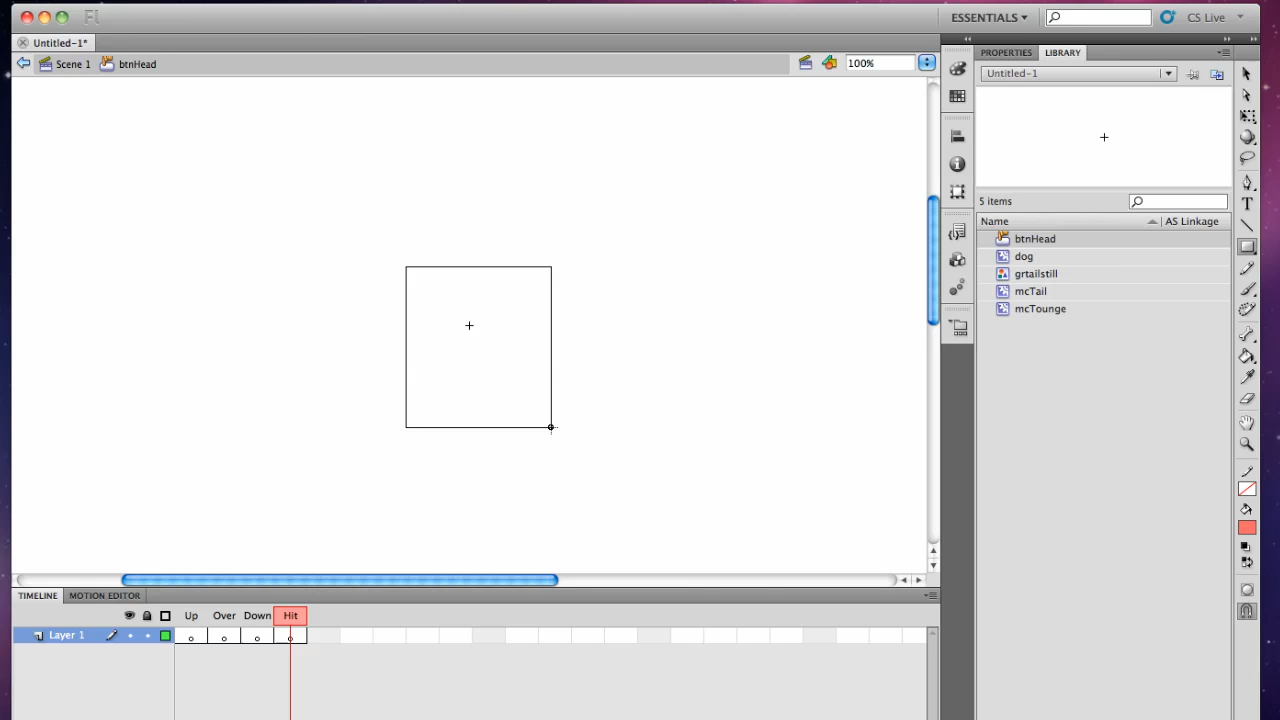 Fl
ESSENTIALS
CS Live
Untitled-1*
Scene 1
btnHead
100%
PROPERTIES
LIBRARY
Untitled-1
5 items
Name
AS Linkage
btnHead
dog
grtailstill
mcTail
mcTounge
T
TIMELINE
MOTION EDITOR
Up
Over
Down
Hit
Layer 1